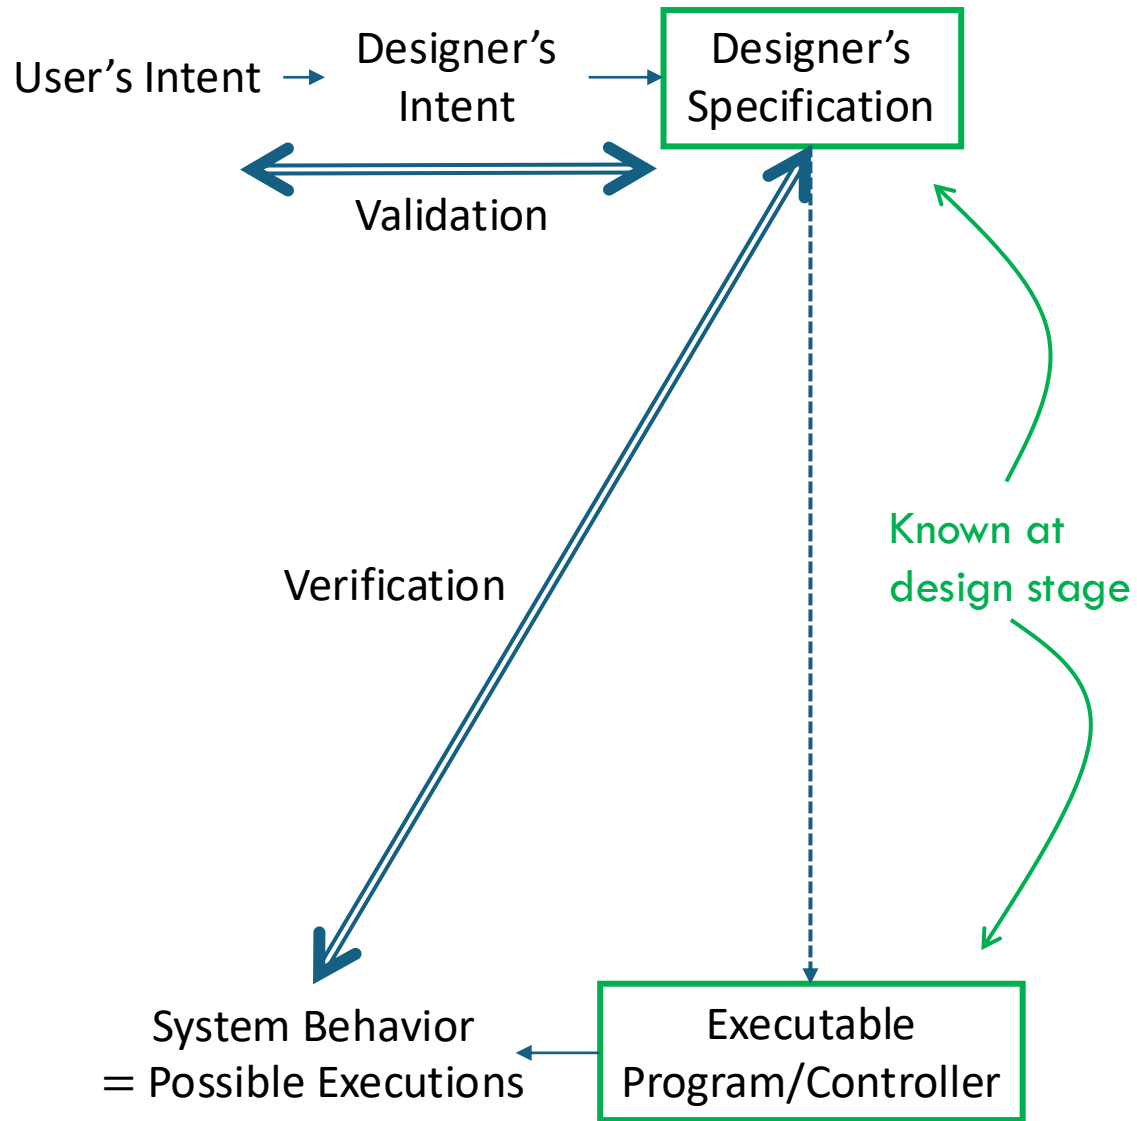 User's Intent
Designer's
Intent
Designer's
Specification
Validation
Known at
design stage
Verification
System Behavior
= Possible Executions
Executable
Program/Controller